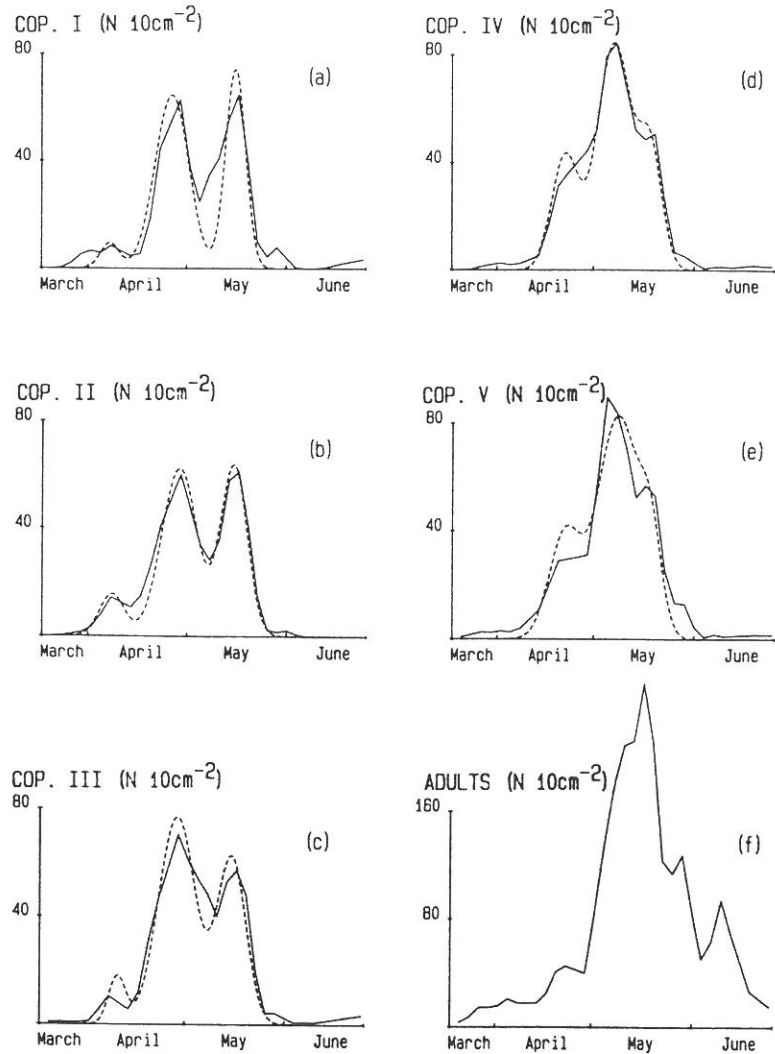 COP. I (N 10cm⁻²)
80
40
(a)
March April May June
COP. II (N 10cm⁻²)
80
40
(b)
March April May June
COP. III (N 10cm⁻²)
80
40
(c)
March April May June
COP. IV (N 10cm⁻²)
80
40
(d)
March April May June
COP. V (N 10cm⁻²)
80
40
(e)
March April May June
ADULTS (N 10cm⁻²)
160
80
(f)
March April May June